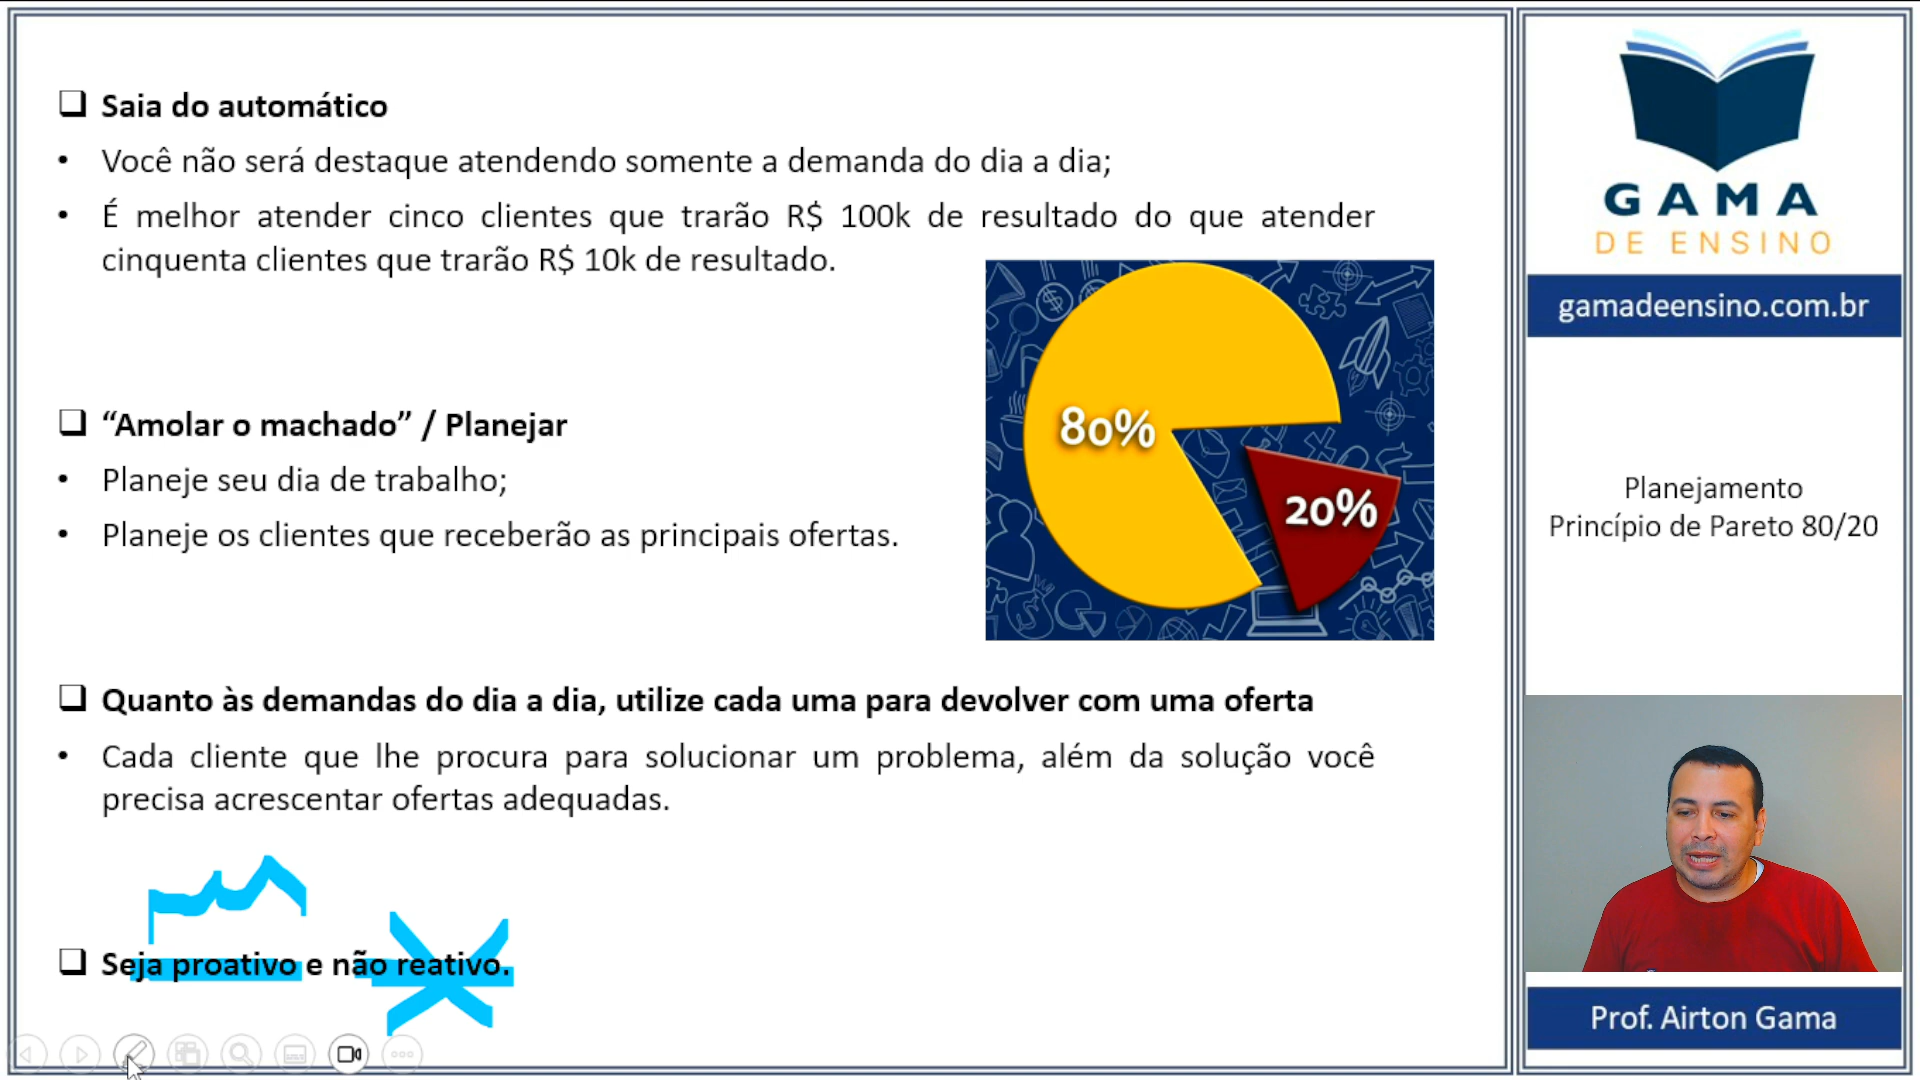 Saia do automático
• Você não será destaque atendendo somente a demanda do dia a dia;
• É melhor atender cinco clientes que trarão R$ 100k de resultado do que atender
cinquenta clientes que trarão R$ 10k de resultado.
“Amolar o machado” / Planejar
• Planeje seu dia de trabalho;
• Planeje os clientes que receberão as principais ofertas.
80%
20%
Quanto às demandas do dia a dia, utilize cada uma para devolver com uma oferta
• Cada cliente que lhe procura para solucionar um problema, além da solução você
precisa acrescentar ofertas adequadas.
Seja proativo e não reativo.
GAMA
DE ENSINO
gamadeensino.com.br
Planejamento
Princípio de Pareto 80/20
Prof. Airton Gama